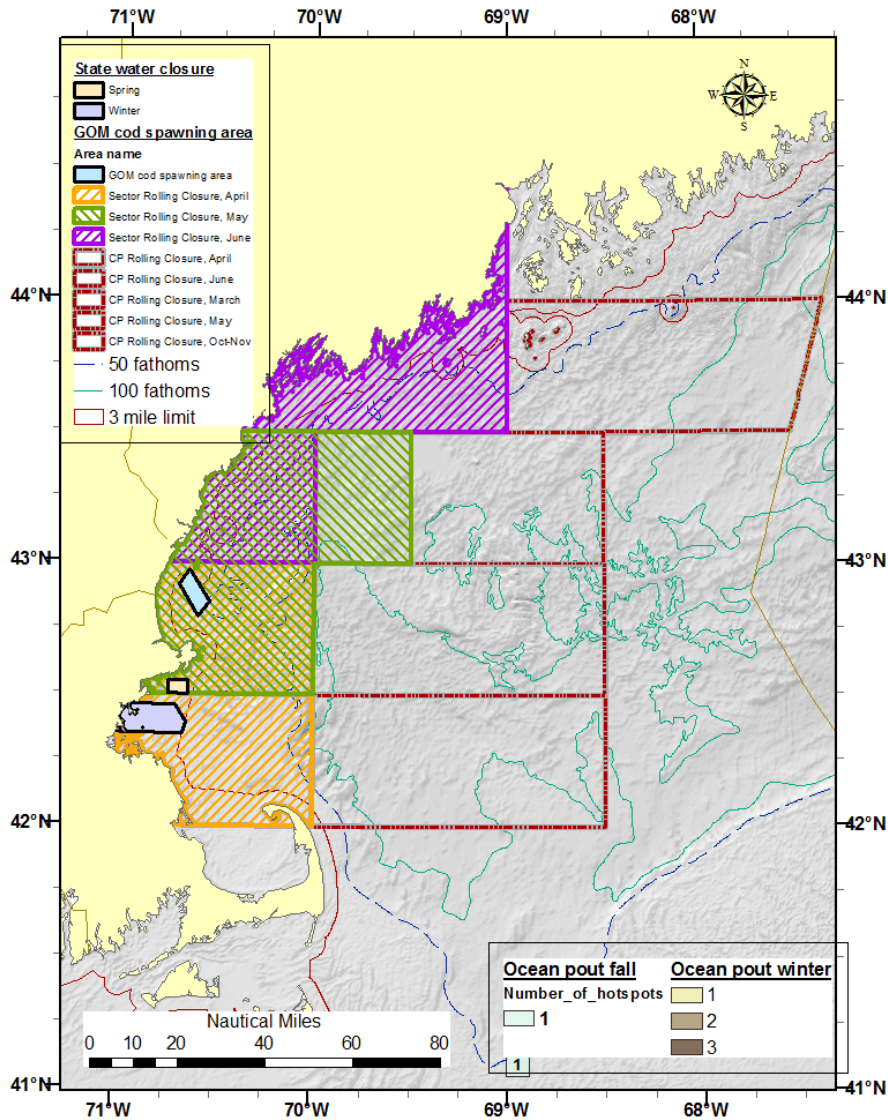 71°W 70°W 69°W 68°W
State water closure
Spring
Winter
GOM cod spawning area
Area name
GOM cod spawning area
Sector Rolling Closure, April
Sector Rolling Closure, May
Sector Rolling Closure, June
CP Rolling Closure, April
CP Rolling Closure, June
CP Rolling Closure, March
CP Rolling Closure, May
CP Rolling Closure, Oct-Nov
50 fathoms
100 fathoms
3 mile limit
N
W E
S
44°N 44°N
43°N 43°N
42°N 42°N
Ocean pout fall
Number_of_hotspots
1
Ocean pout winter
1
2
3
Nautical Miles
0 10 20 40 60 80
1
41°N 41°N
71°W 70°W 69°W 68°W